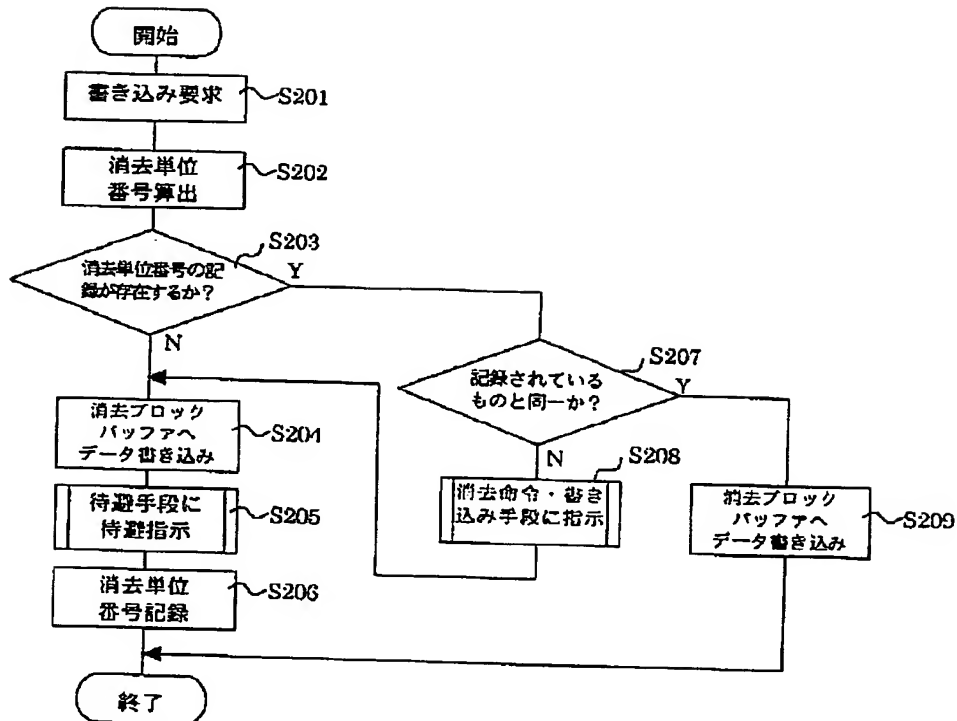 開始
書き込み要求
S201
消去単位
番号算出
S202
消去単位番号の記
録が存在するか?
S203
Y
N
消去ブロック
バッファへ
データ書き込み
S204
待避手段に
待避指示
S205
消去単位
番号記録
S206
記録されている
ものと同一か?
S207
Y
N
消去命令・書き
込み手段に指示
S208
消去ブロック
バッファへ
データ書き込み
S209
終了